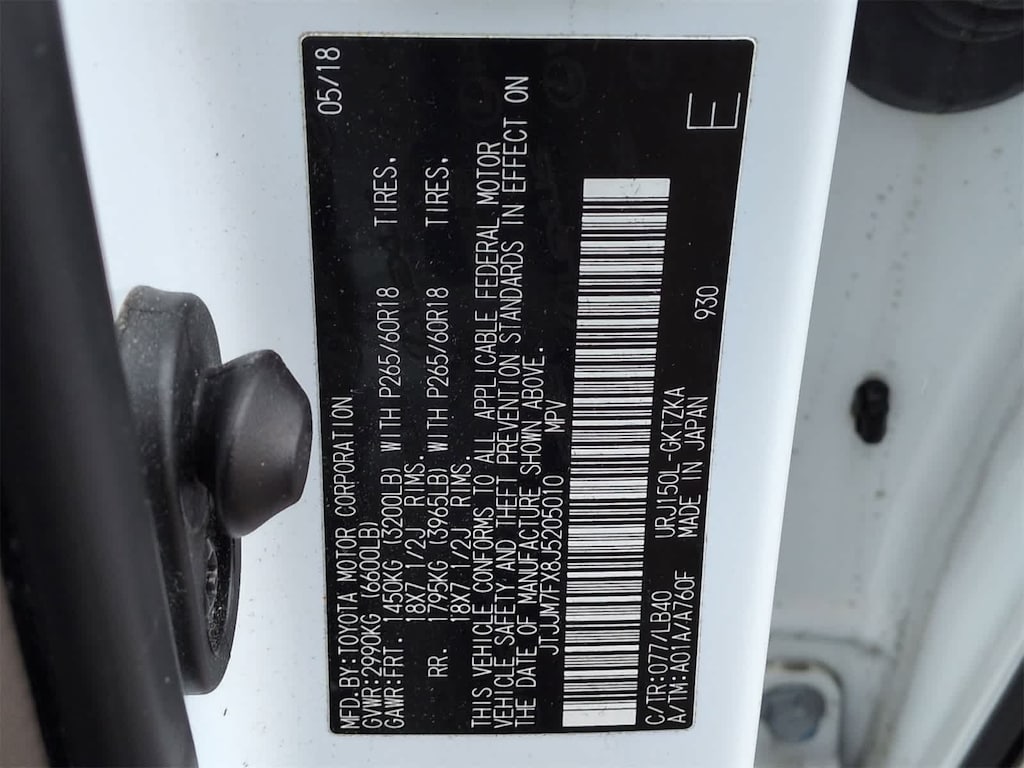 05/18
MFD.BY:TOYOTA MOTOR CORPORATION
GVWR:2990KG (6600LB)
GAWR:FRT. 1450KG (3200LB) WITH P265/60R18 TIRES,
18X7 1/2J RIMS.
RR. 1795KG (3965LB) WITH P265/60R18 TIRES,
18X7 1/2J RIMS.
THIS VEHICLE CONFORMS TO ALL APPLICABLE FEDERAL MOTOR
VEHICLE SAFETY AND THEFT PREVENTION STANDARDS IN EFFECT ON
THE DATE OF MANUFACTURE SHOWN ABOVE.
JTJJM7FX8J5205010 MPV
C/TR:077/LB40 URJ150L-GKTZKA
A/TM:A01A/A760F MADE IN JAPAN 930
E